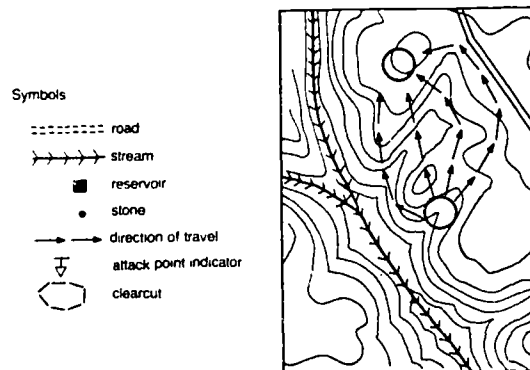 Symbols
road
stream
reservoir
stone
direction of travel
attack point indicator
clearcut